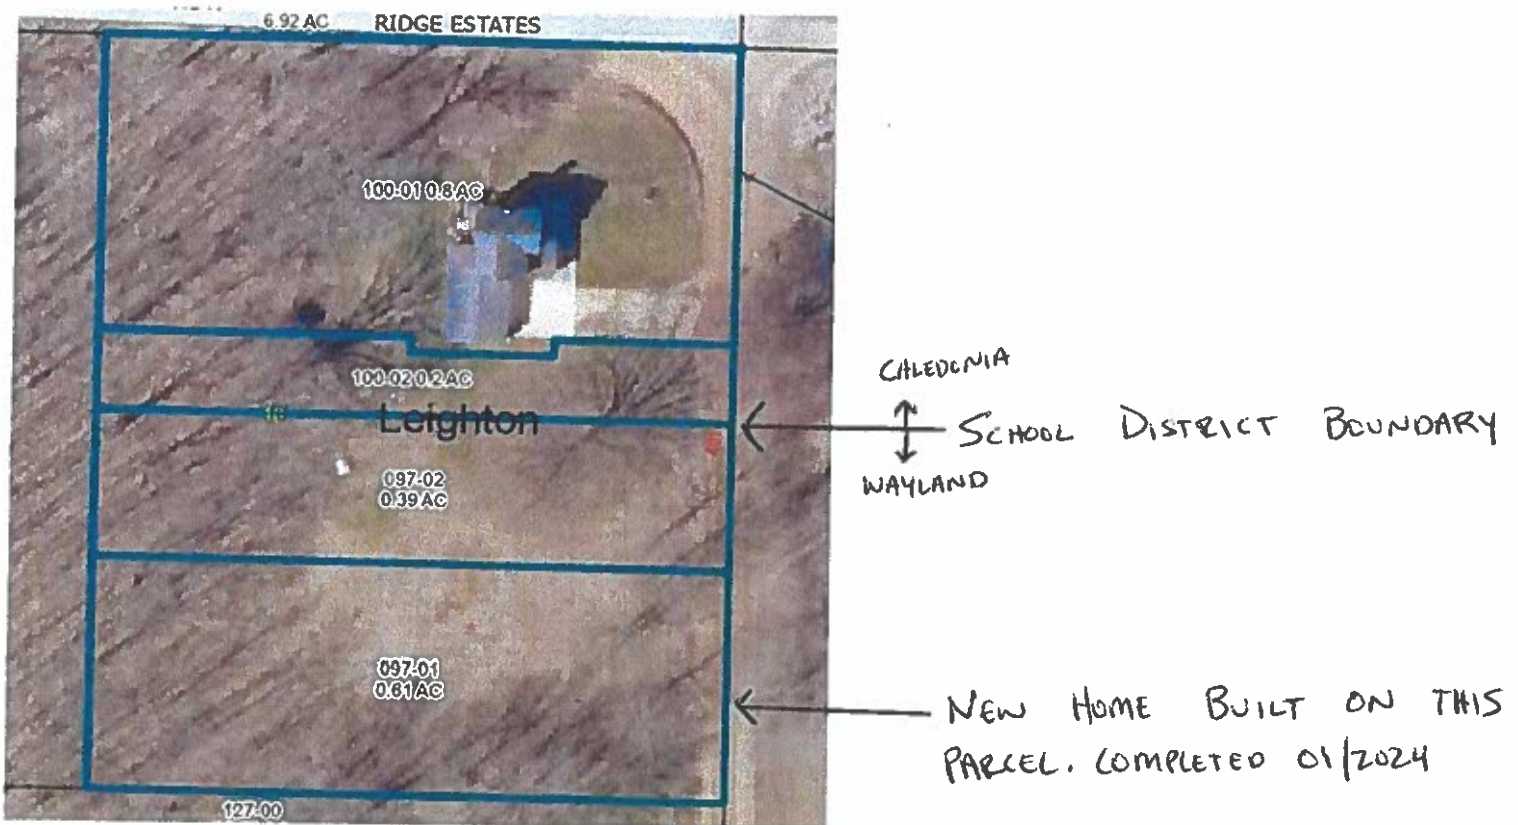 6.92 AC
RIDGE ESTATES
100-01 0.8 AC
100-02 0.2 AC
Leighton
097-02
0.39 AC
097-01
0.61 AC
127-00
CALEDONIA
SCHOOL DISTRICT BOUNDARY
WAYLAND
NEW HOME BUILT ON THIS
PARCEL. COMPLETED 01/2024